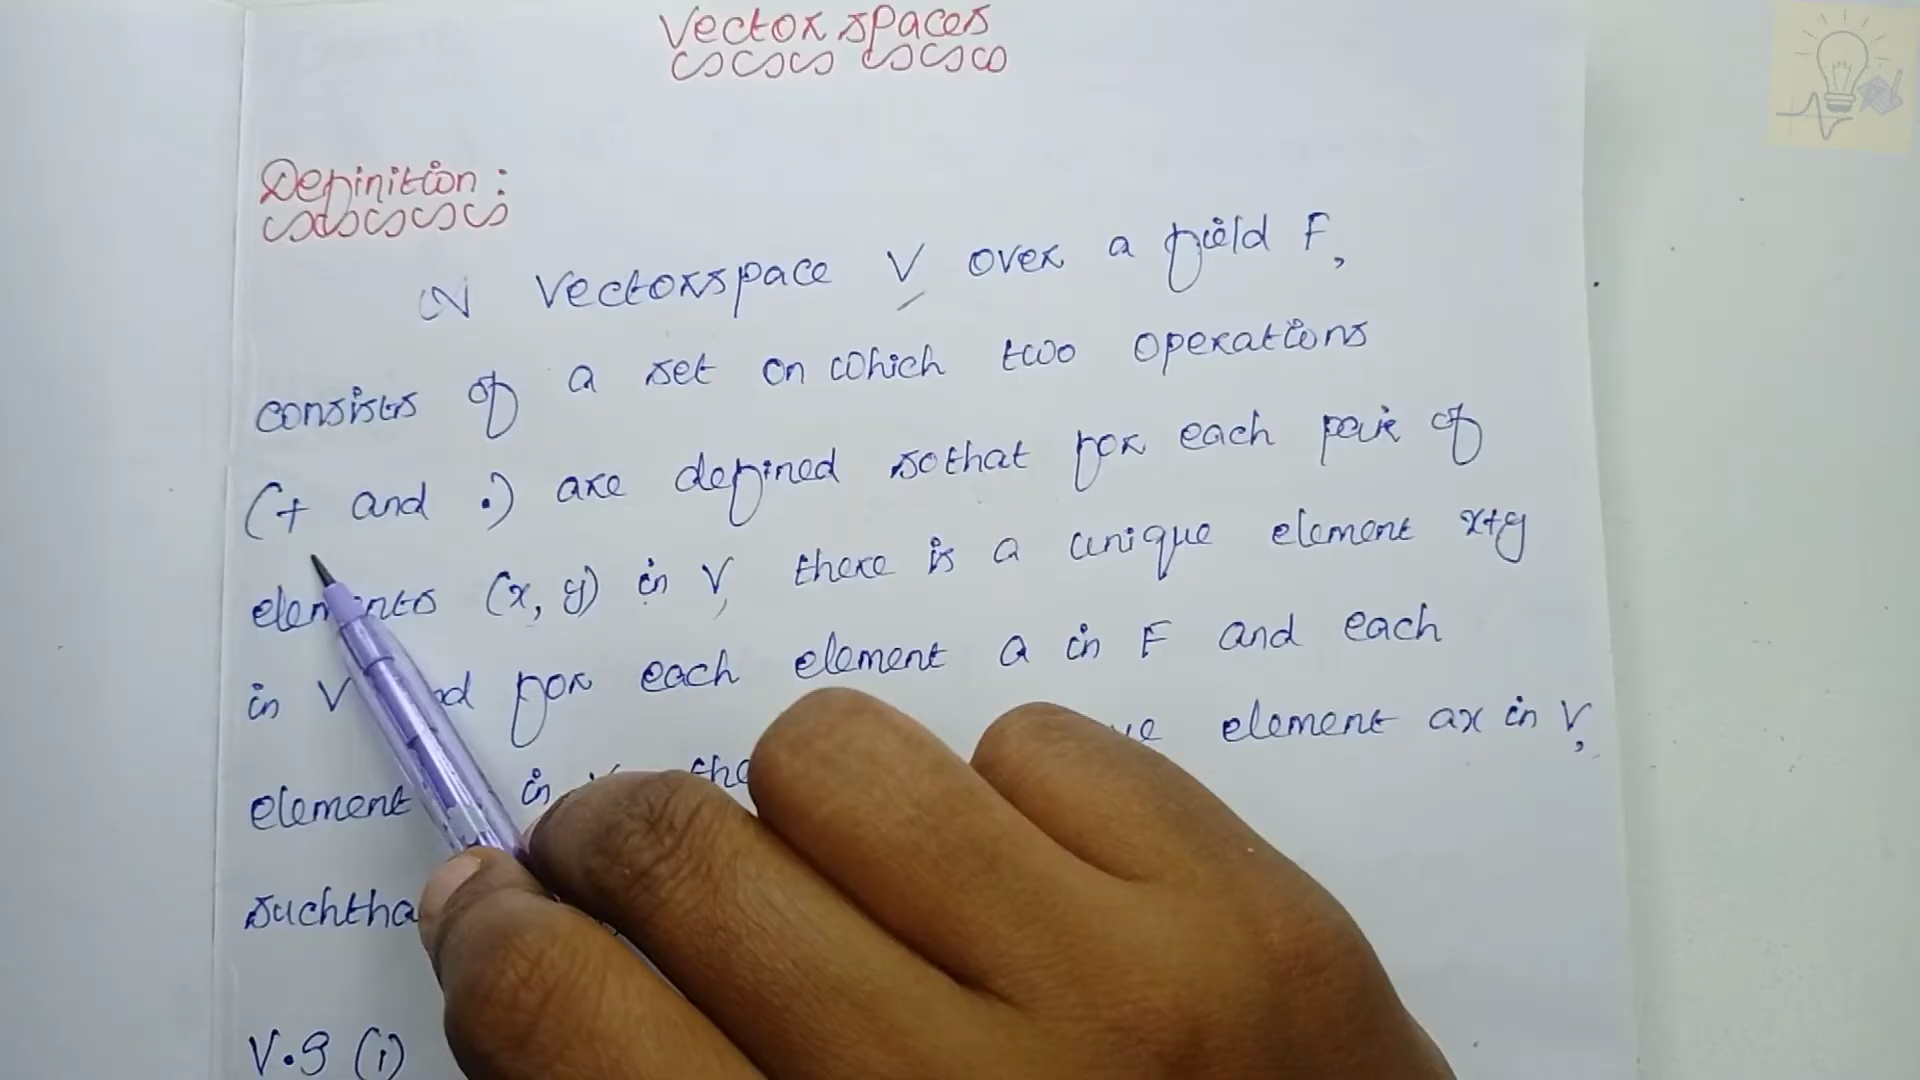 Vector spaces
Definition:
A Vectorspace V over a field F,
consists of a set on which two operations
(+ and ·) are defined sothat for each pair of
elements (x, y) in V, there is a unique element x+y
in V for each element a in F and each
element in element ax in V,
V.S (1)